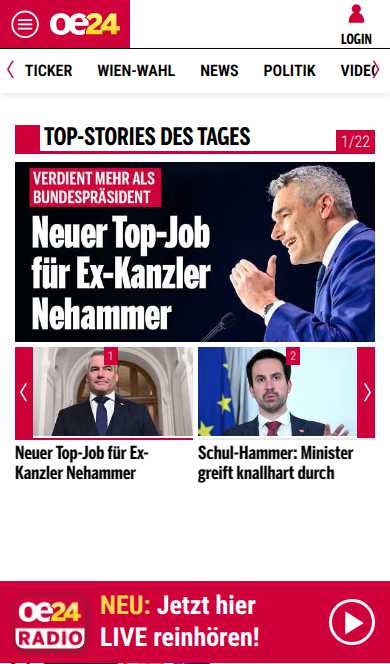 oe24
LOGIN
TICKER WIEN-WAHL NEWS POLITIK VIDEO
TOP-STORIES DES TAGES
1/22
VERDIENT MEHR ALS
BUNDESPRÄSIDENT
Neuer Top-Job
für Ex-Kanzler
Nehammer
1
2
Neuer Top-Job für Ex-
Kanzler Nehammer
Schul-Hammer: Minister
greift knallhart durch
oe24
RADIO
NEU: Jetzt hier
LIVE reinhören!